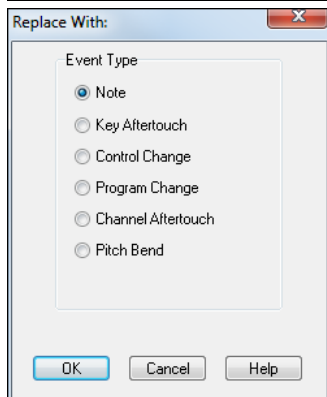 Replace With:
Event Type
Note
Key Aftertouch
Control Change
Program Change
Channel Aftertouch
Pitch Bend
OK Cancel Help